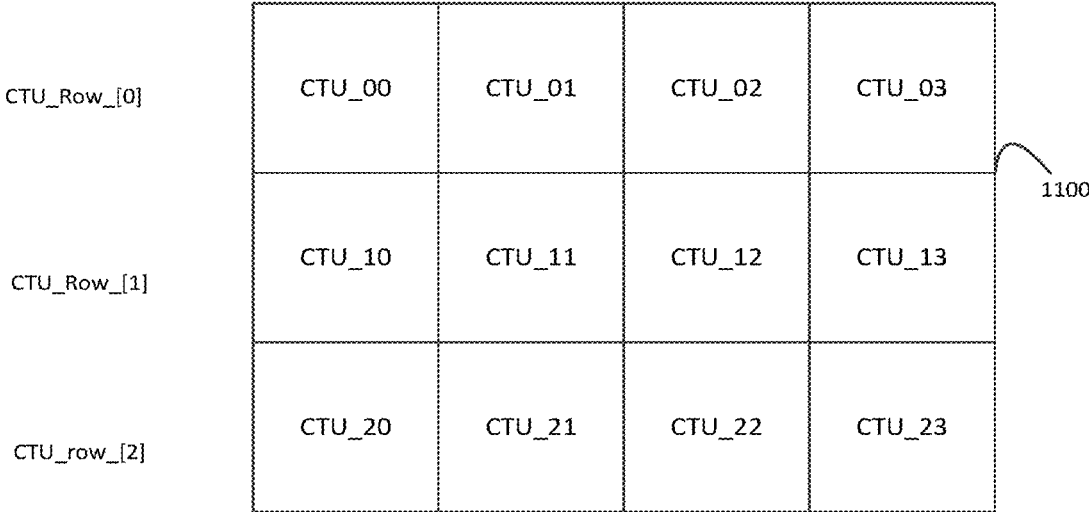 CTU_Row_[0]
CTU_00 CTU_01 CTU_02 CTU_03
1100
CTU_Row_[1]
CTU_10 CTU_11 CTU_12 CTU_13
CTU_row_[2]
CTU_20 CTU_21 CTU_22 CTU_23